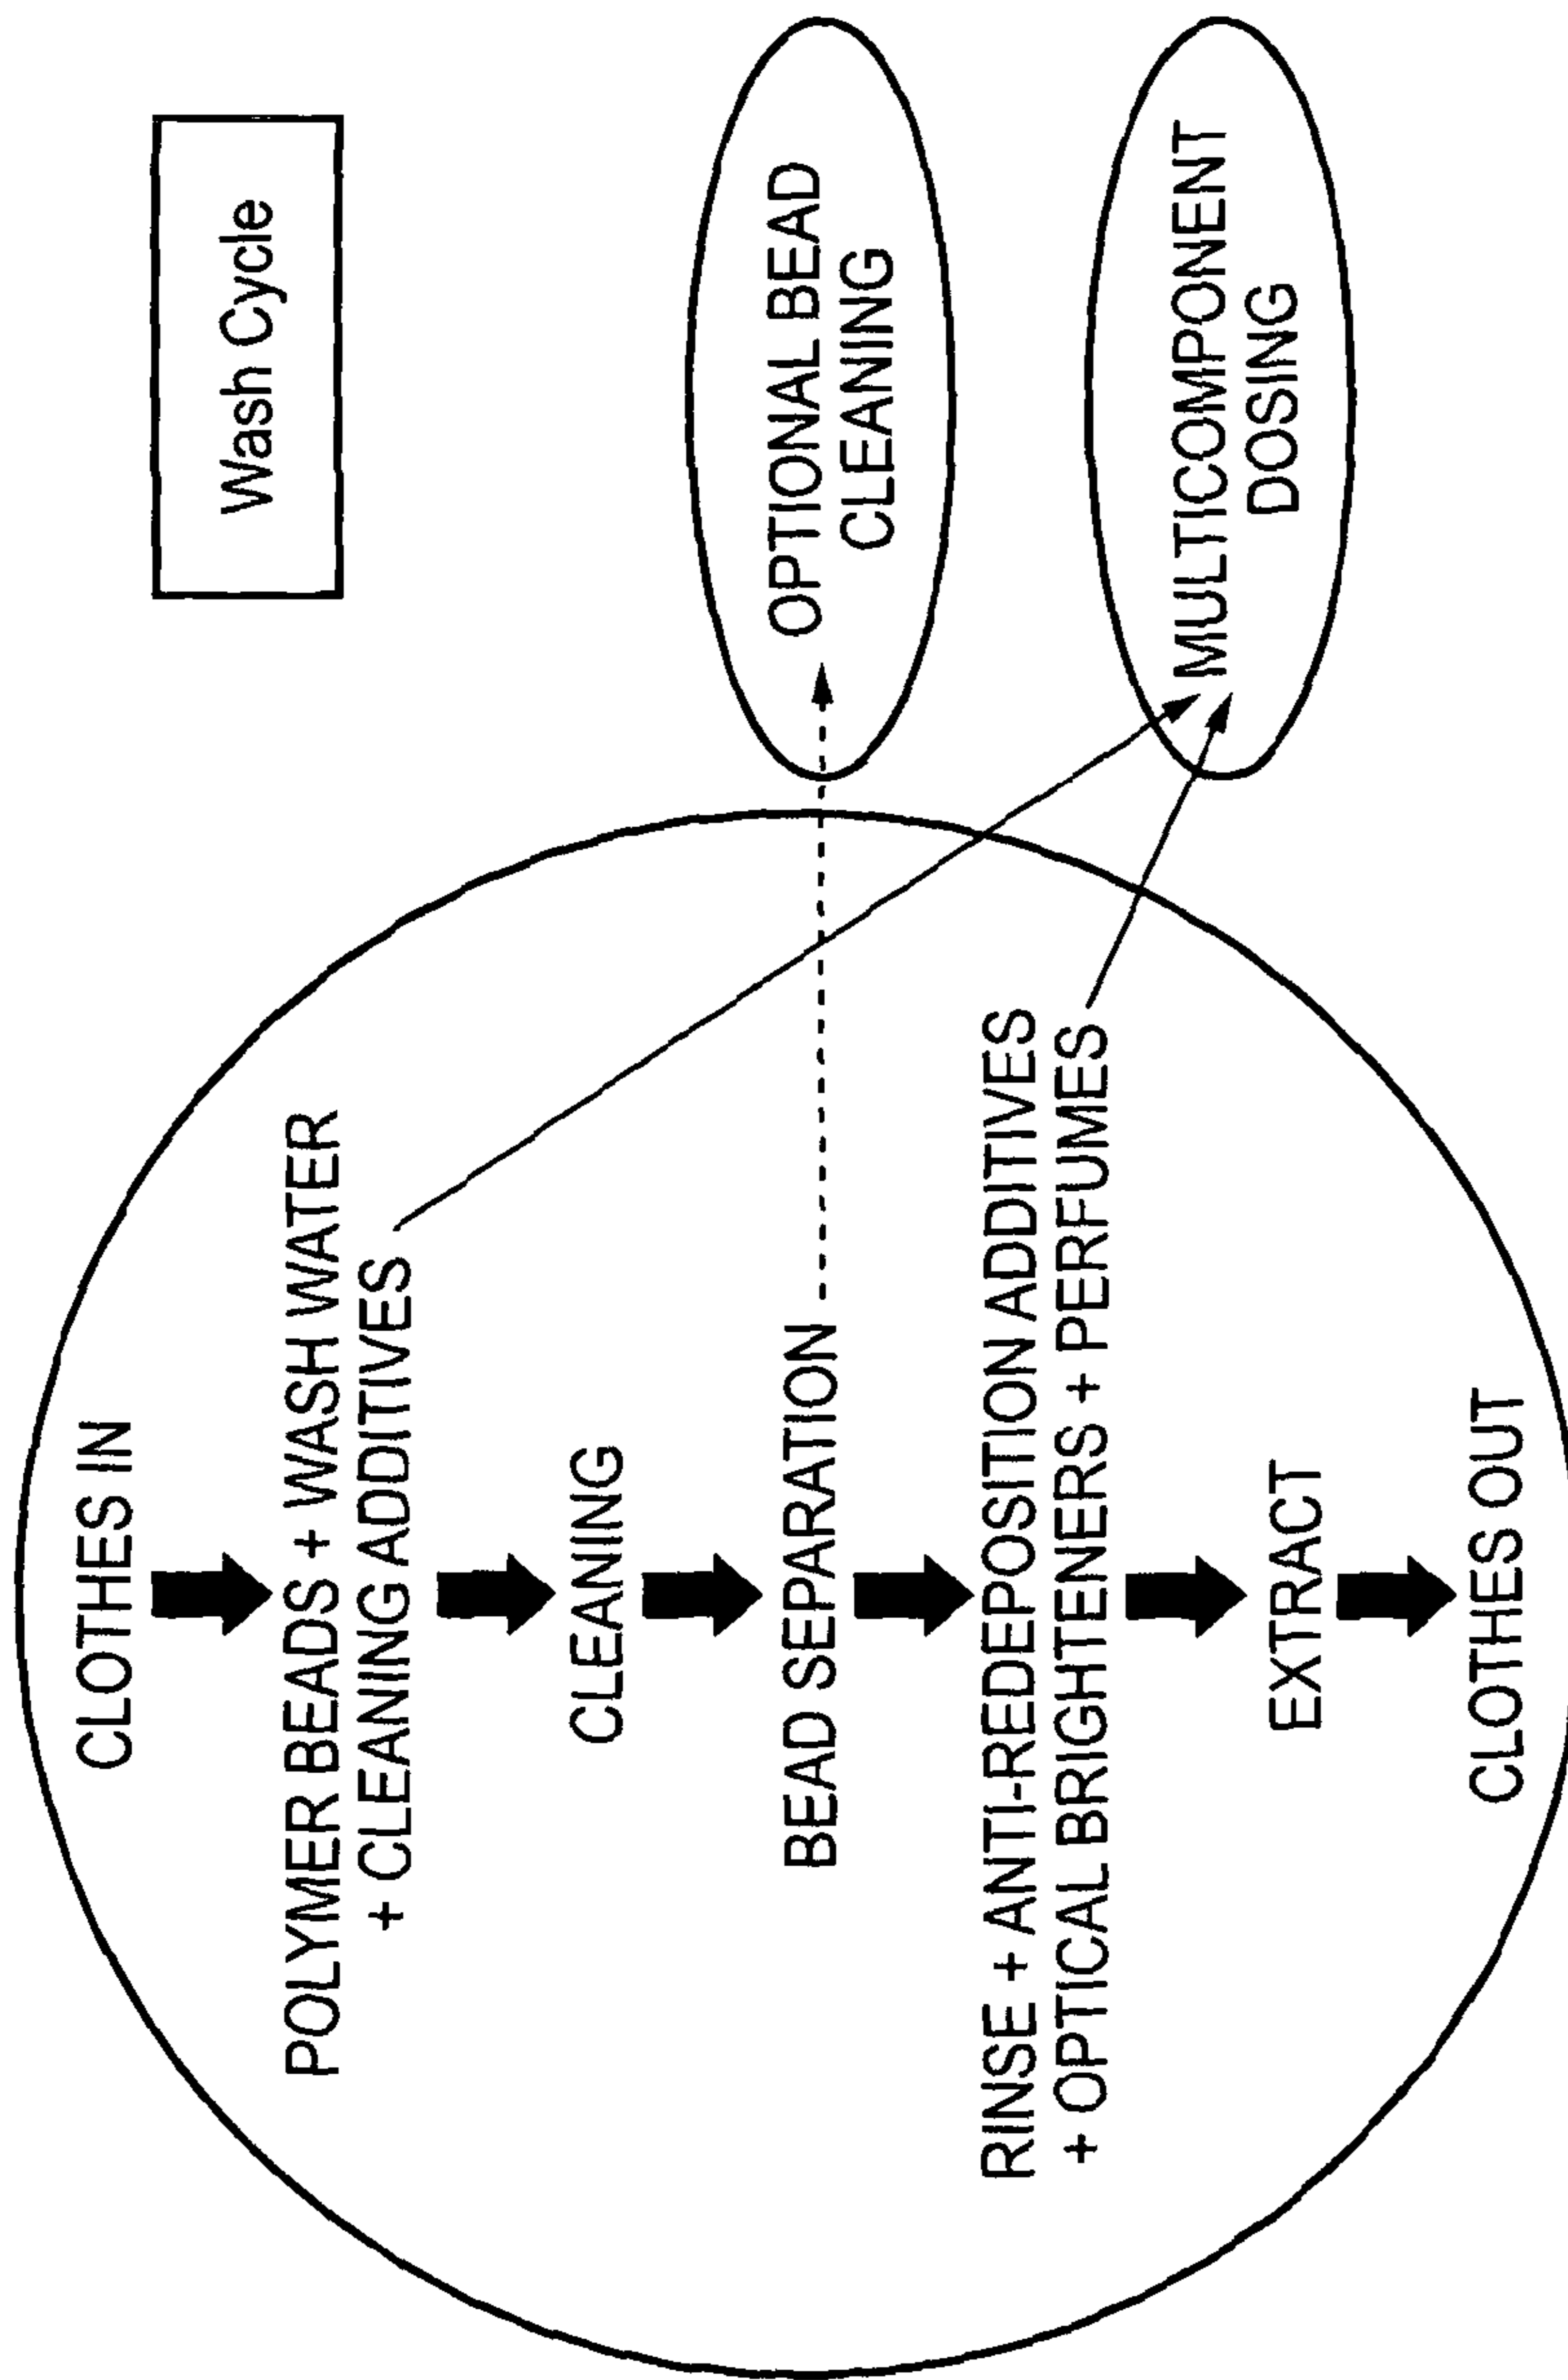 Wash Cycle
CLOTHES IN
POLYMER BEADS + WASH WATER
+ CLEANING ADDITIVES
CLEANING
BEAD SEPARATION
OPTIONAL BEAD
CLEANING
RINSE + ANTI-REDEPOSITION ADDITIVES
+ OPTICAL BRIGHTENERS + PERFUMES
MULTICOMPONENT
DOSING
EXTRACT
CLOTHES OUT